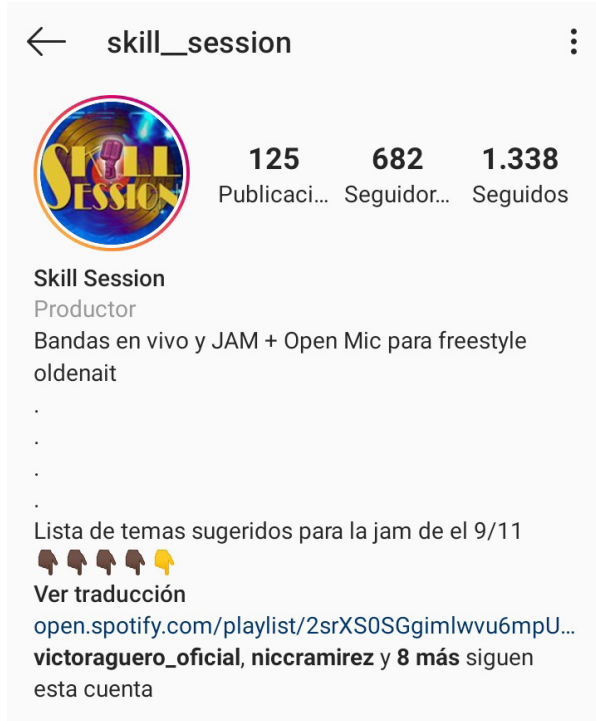 skill__session
SKILL
SESSION
125
682
1.338
Publicaci...
Seguidor...
Seguidos
Skill Session
Productor
Bandas en vivo y JAM + Open Mic para freestyle
oldenait
.
.
.
.
Lista de temas sugeridos para la jam de el 9/11
👇🏿👇🏿👇🏿👇🏿👇
Ver traducción
open.spotify.com/playlist/2srXS0SGgimlwvu6mpU...
victoraguero_oficial, niccramirez y 8 más siguen
esta cuenta